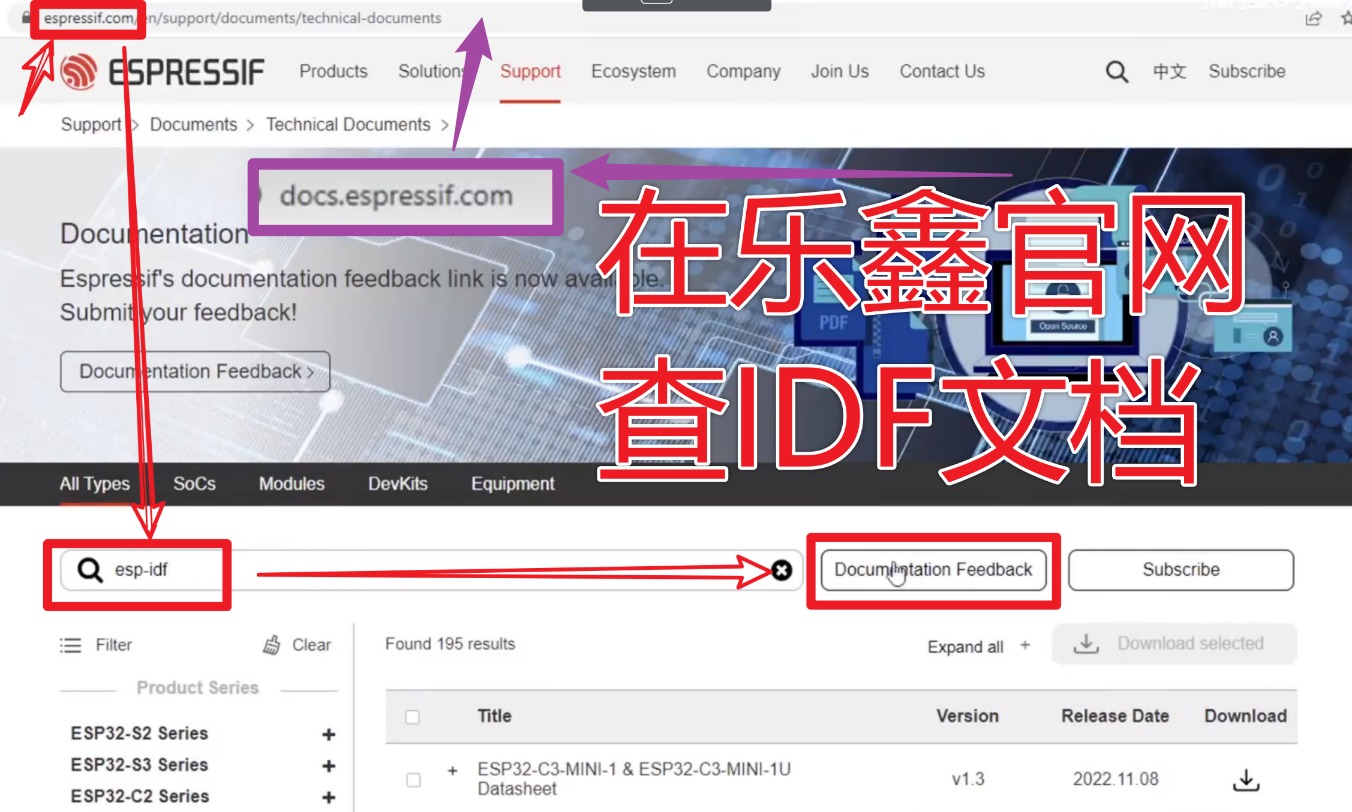 espressif.com/en/support/documents/technical-documents
ESPRESSIF
Products Solutions Support Ecosystem Company Join Us Contact Us 中文 Subscribe
Support > Documents > Technical Documents >
docs.espressif.com
在乐鑫官网
查IDF文档
Documentation
Espressif's documentation feedback link is now available.
Submit your feedback!
PDF
Open Source
Documentation Feedback >
All Types SoCs Modules DevKits Equipment
esp-idf
Documentation Feedback
Subscribe
Filter Clear
Found 195 results
Expand all +
Download selected
Product Series
Title Version Release Date Download
ESP32-S2 Series +
ESP32-S3 Series +
ESP32-C2 Series +
+ ESP32-C3-MINI-1 & ESP32-C3-MINI-1U
Datasheet
v1.3
2022.11.08